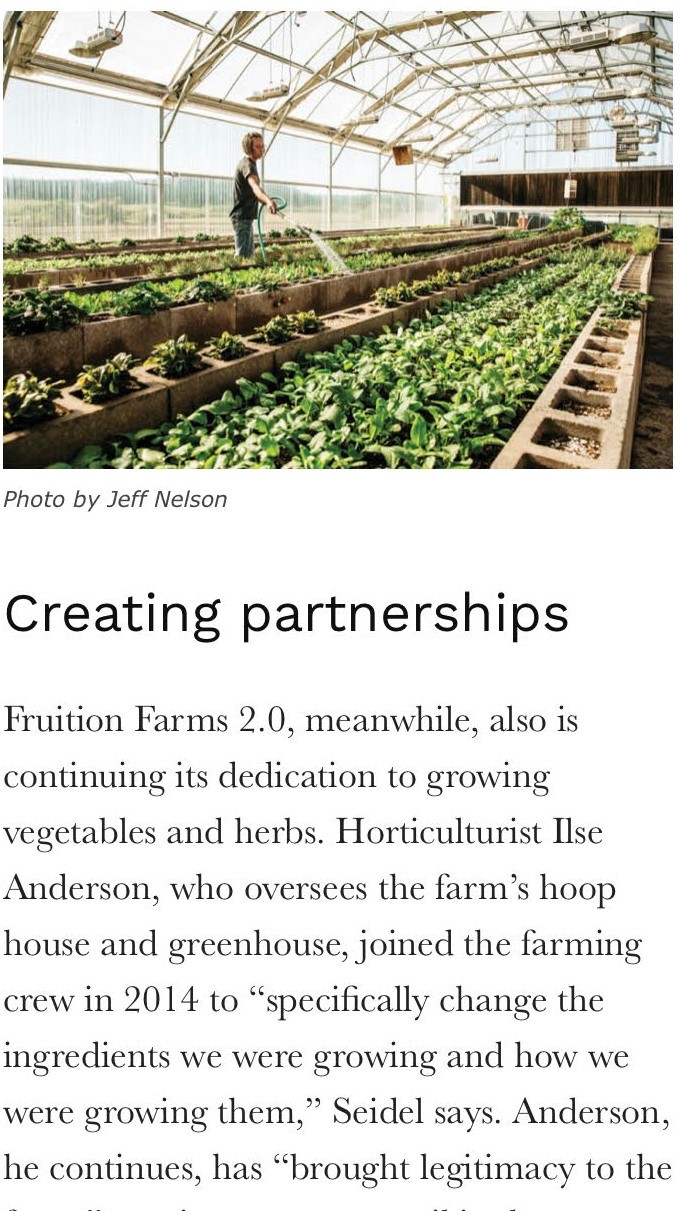 Photo by Jeff Nelson
Creating partnerships
Fruition Farms 2.0, meanwhile, also is
continuing its dedication to growing
vegetables and herbs. Horticulturist Ilse
Anderson, who oversees the farm’s hoop
house and greenhouse, joined the farming
crew in 2014 to “specifically change the
ingredients we were growing and how we
were growing them,” Seidel says. Anderson,
he continues, has “brought legitimacy to the